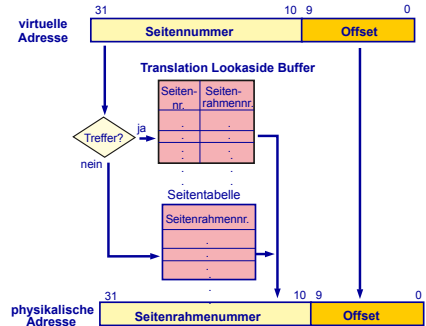 31 10 9 0
virtuelle Adresse
Seitennummer Offset
Translation Lookaside Buffer
Seiten-nr. Seiten-rahmennr.
Treffer?
ja
nein
Seitentabelle
Seitenrahmennr.
31 10 9 0
physikalische Adresse
Seitenrahmenummer Offset